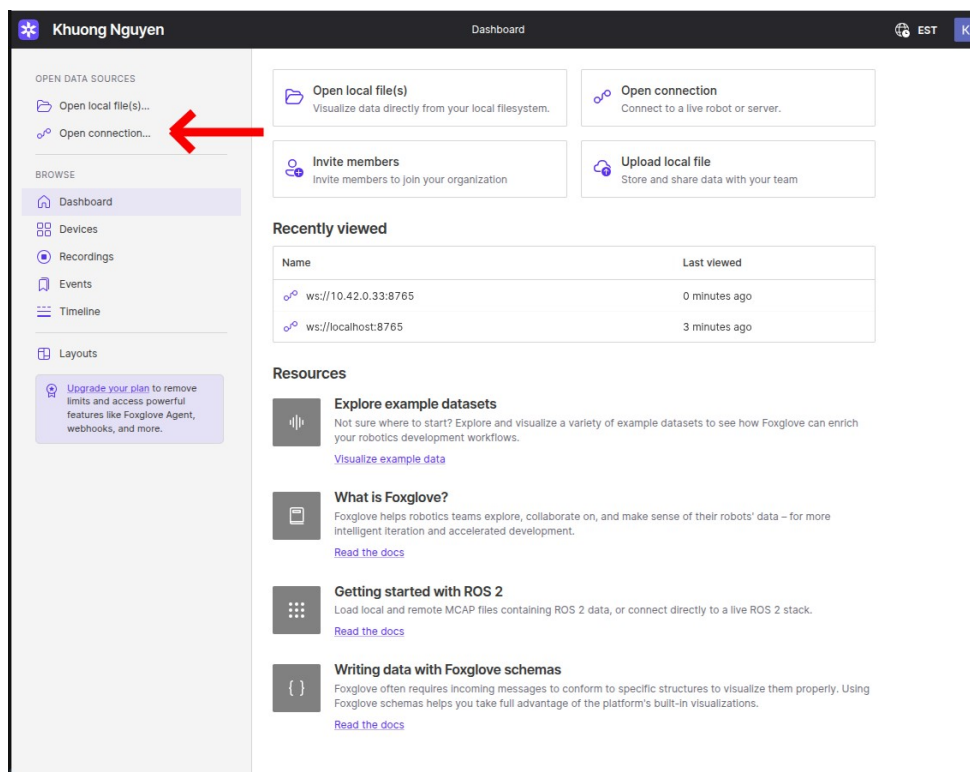 Khuong Nguyen
Dashboard
EST
K
OPEN DATA SOURCES
Open local file(s)...
Open connection...
BROWSE
Dashboard
Devices
Recordings
Events
Timeline
Layouts
Upgrade your plan to remove
limits and access powerful
features like Foxglove Agent,
webhooks, and more.
Open local file(s)
Visualize data directly from your local filesystem.
Open connection
Connect to a live robot or server.
Invite members
Invite members to join your organization
Upload local file
Store and share data with your team
Recently viewed
Name
Last viewed
ws://10.42.0.33:8765
0 minutes ago
ws://localhost:8765
3 minutes ago
Resources
Explore example datasets
Not sure where to start? Explore and visualize a variety of example datasets to see how Foxglove can enrich
your robotics development workflows.
Visualize example data
What is Foxglove?
Foxglove helps robotics teams explore, collaborate on, and make sense of their robots' data – for more
intelligent iteration and accelerated development.
Read the docs
Getting started with ROS 2
Load local and remote MCAP files containing ROS 2 data, or connect directly to a live ROS 2 stack.
Read the docs
{ }
Writing data with Foxglove schemas
Foxglove often requires incoming messages to conform to specific structures to visualize them properly. Using
Foxglove schemas helps you take full advantage of the platform's built-in visualizations.
Read the docs